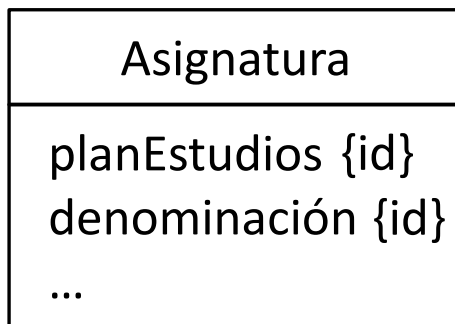 Asignatura
planEstudios {id}
denominación {id}
...